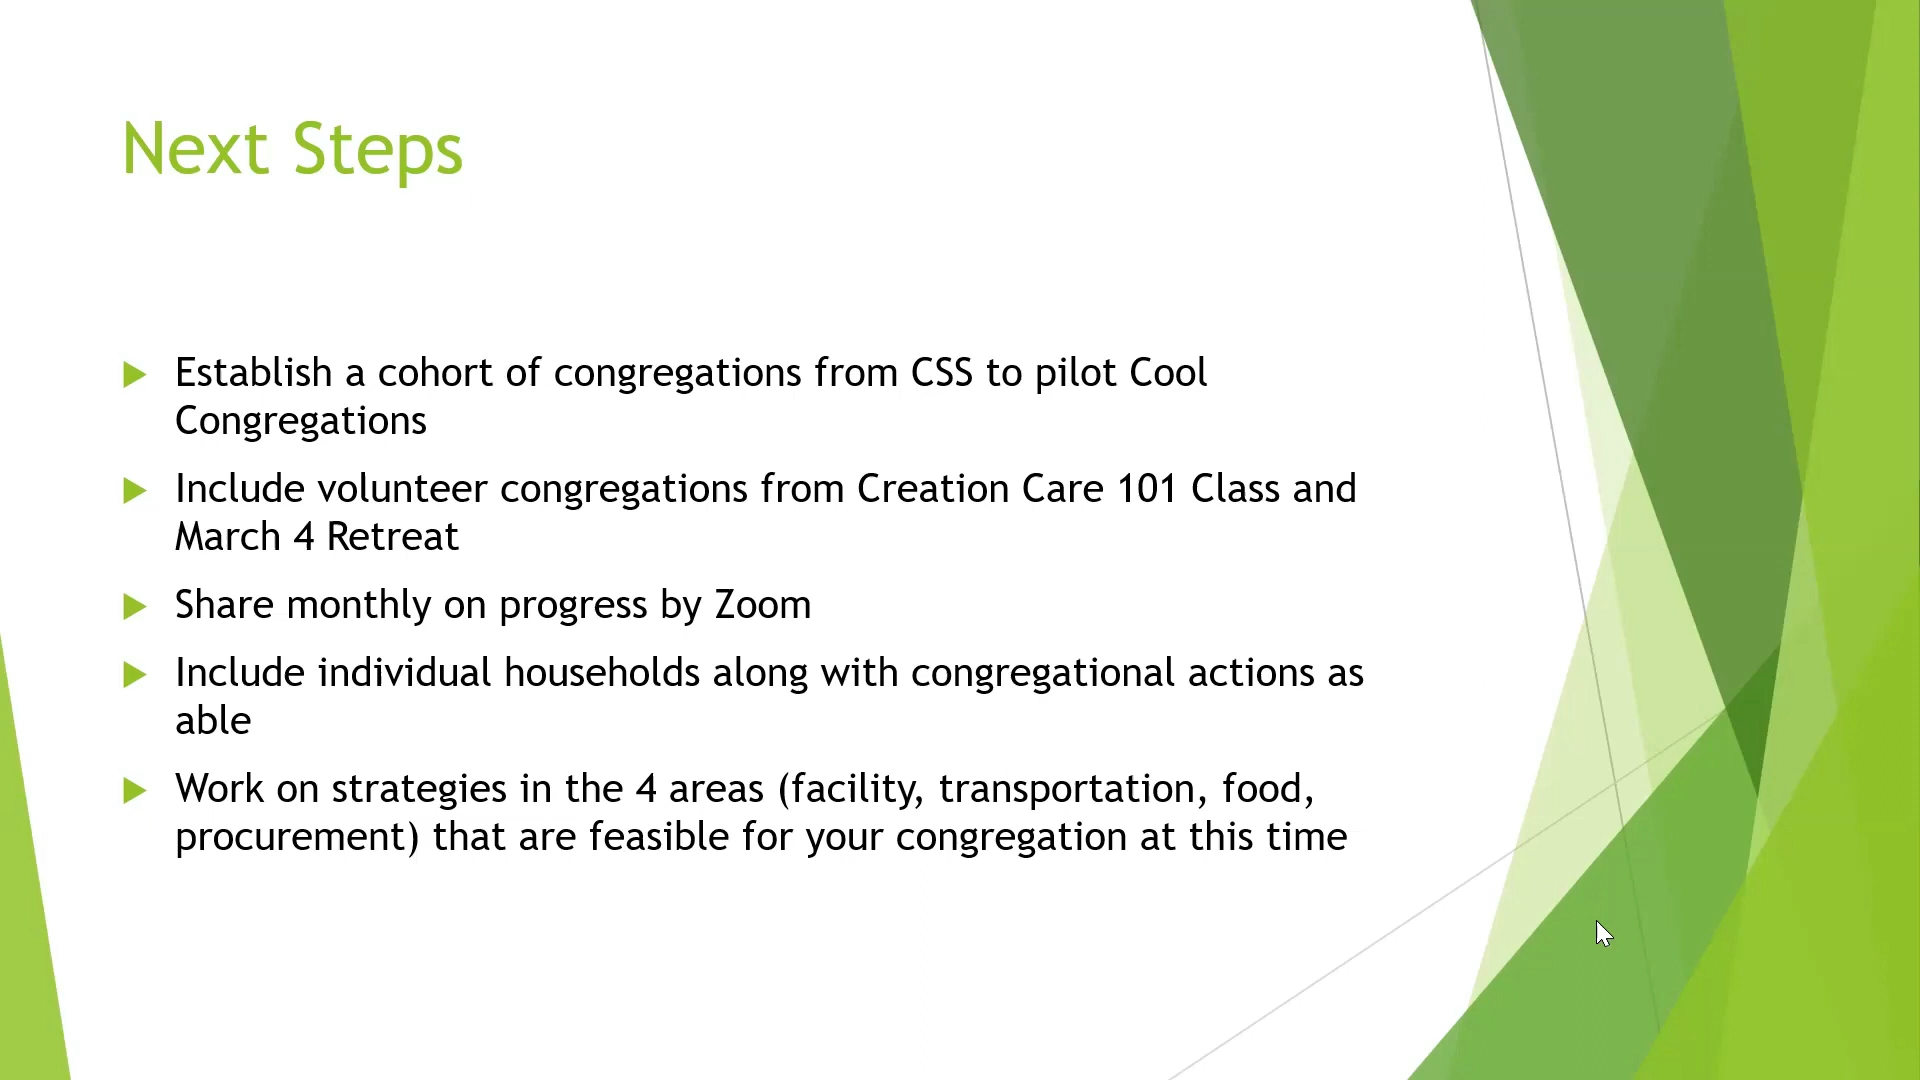 Next Steps
Establish a cohort of congregations from CSS to pilot Cool
Congregations
Include volunteer congregations from Creation Care 101 Class and
March 4 Retreat
Share monthly on progress by Zoom
Include individual households along with congregational actions as
able
Work on strategies in the 4 areas (facility, transportation, food,
procurement) that are feasible for your congregation at this time